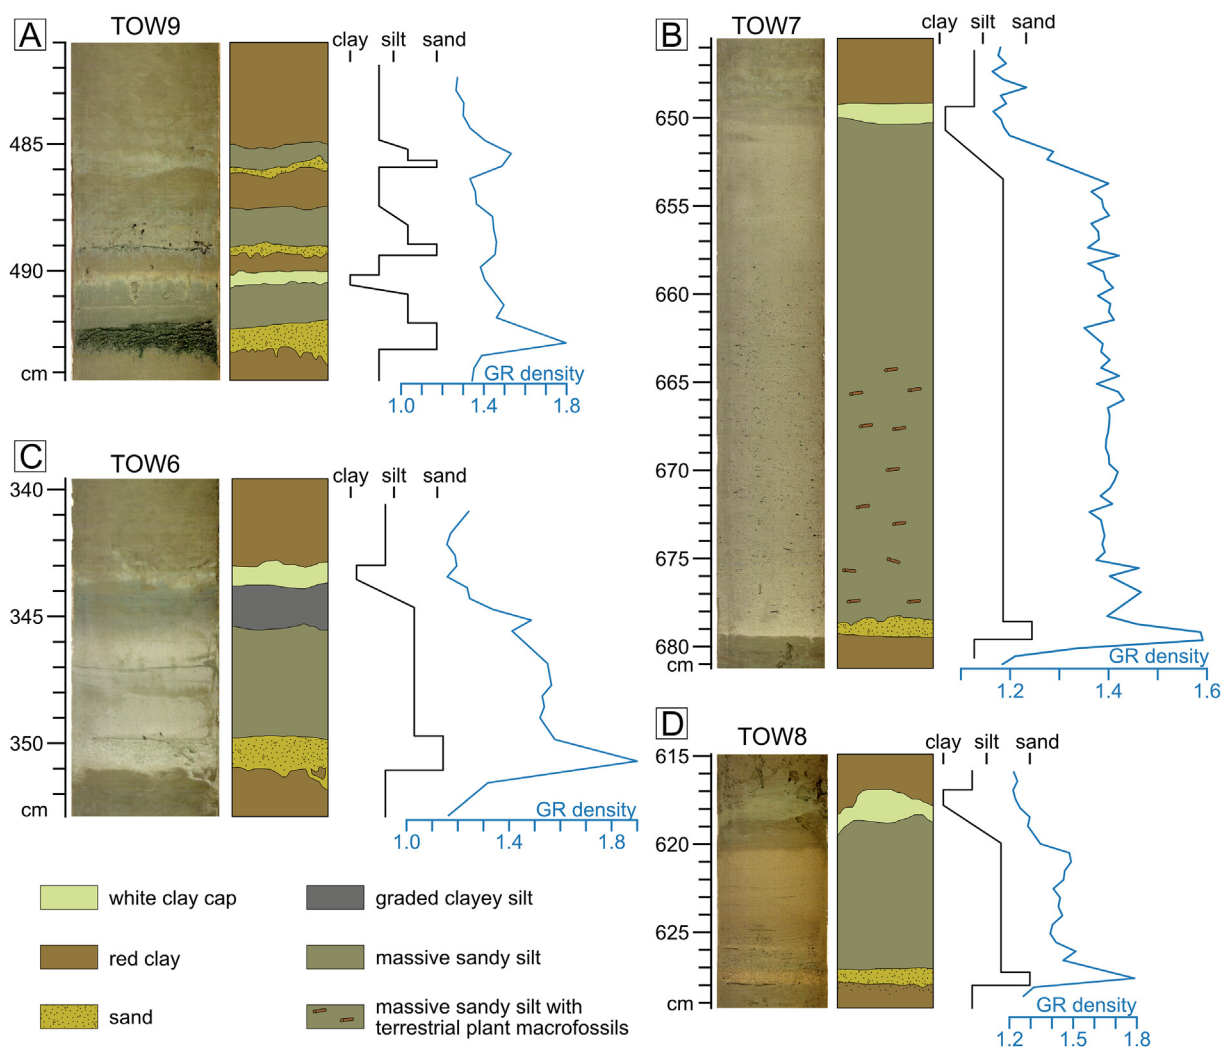 A
TOW9
clay silt sand
485
490
cm
GR density
1.0 1.4 1.8
B
TOW7
clay silt sand
650
655
660
665
670
675
680
cm
GR density
1.2 1.4 1.6
C
TOW6
clay silt sand
340
345
350
cm
GR density
1.0 1.4 1.8
D
TOW8
clay silt sand
615
620
625
cm
GR density
1.2 1.5 1.8
white clay cap
red clay
sand
graded clayey silt
massive sandy silt
massive sandy silt with
terrestrial plant macrofossils